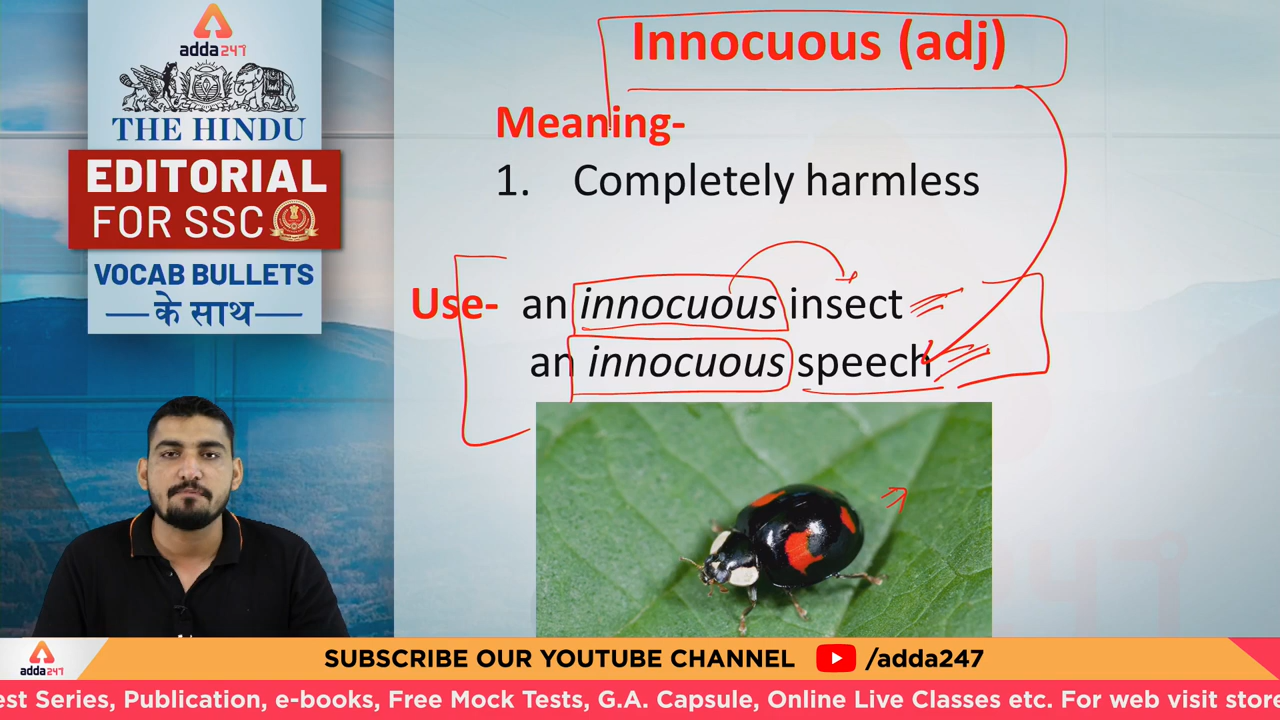 adda247
THE HINDU
EDITORIAL
FOR SSC
VOCAB BULLETS
के साथ
Innocuous (adj)
Meaning-
1. Completely harmless
Use- an innocuous insect
an innocuous speech
adda247
SUBSCRIBE OUR YOUTUBE CHANNEL /adda247
est Series, Publication, e-books, Free Mock Tests, G.A. Capsule, Online Live Classes etc. For web visit store